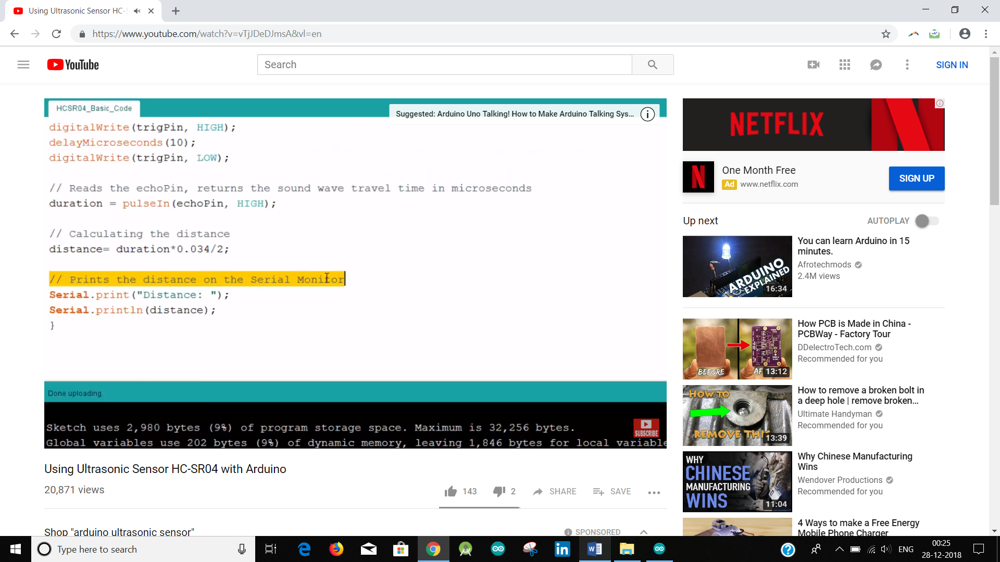 Using Ultrasonic Sensor HC-S
https://www.youtube.com/watch?v=vTjJDeDJmsA&vl=en
YouTube
Search
SIGN IN
HCSR04_Basic_Code
Suggested: Arduino Uno Talking! How to Make Arduino Talking Sys...
digitalWrite(trigPin, HIGH);
delayMicroseconds(10);
digitalWrite(trigPin, LOW);
// Reads the echoPin, returns the sound wave travel time in microseconds
duration = pulseIn(echoPin, HIGH);
// Calculating the distance
distance= duration*0.034/2;
// Prints the distance on the Serial Monitor
Serial.print("Distance: ");
Serial.println(distance);
}
Done uploading.
Sketch uses 2,980 bytes (9%) of program storage space. Maximum is 32,256 bytes.
Global variables use 202 bytes (9%) of dynamic memory, leaving 1,846 bytes for local variable
SUBSCRIBE
Using Ultrasonic Sensor HC-SR04 with Arduino
20,871 views
143
2
SHARE
SAVE
Shop "arduino ultrasonic sensor"
SPONSORED
NETFLIX
N
One Month Free
Ad www.netflix.com
SIGN UP
Up next
AUTOPLAY
ARDUINO
EXPLAINED
16:34
You can learn Arduino in 15
minutes.
Afrotechmods
2.4M views
BEFORE
AF
13:12
How PCB is Made in China -
PCBWay - Factory Tour
DDelectroTech.com
Recommended for you
HOW TO
REMOVE THIS
13:39
How to remove a broken bolt in
a deep hole | remove broken...
Ultimate Handyman
Recommended for you
WHY
CHINESE
MANUFACTURING
WINS
11:04
Why Chinese Manufacturing
Wins
Wendover Productions
Recommended for you
4 Ways to make a Free Energy
Mobile Phone Charger
Type here to search
ENG
00:25
28-12-2018